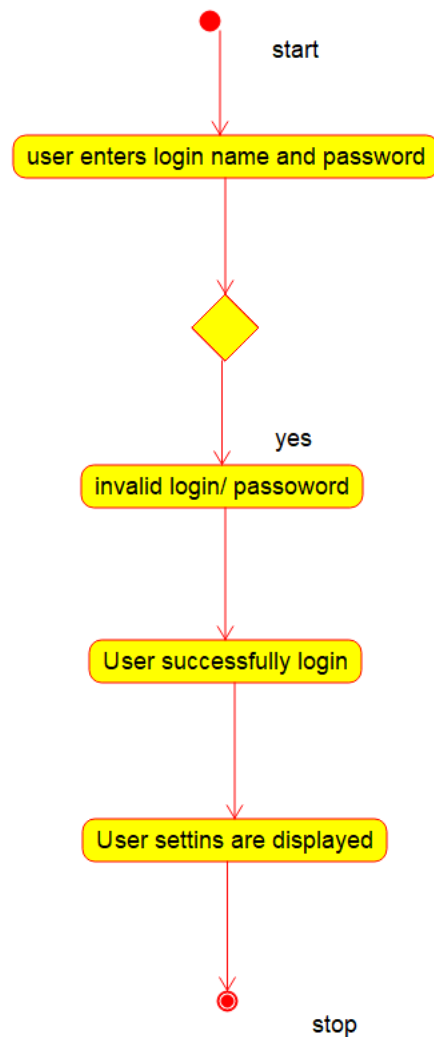 start
user enters login name and password
yes
invalid login/ passoword
User successfully login
User settins are displayed
stop